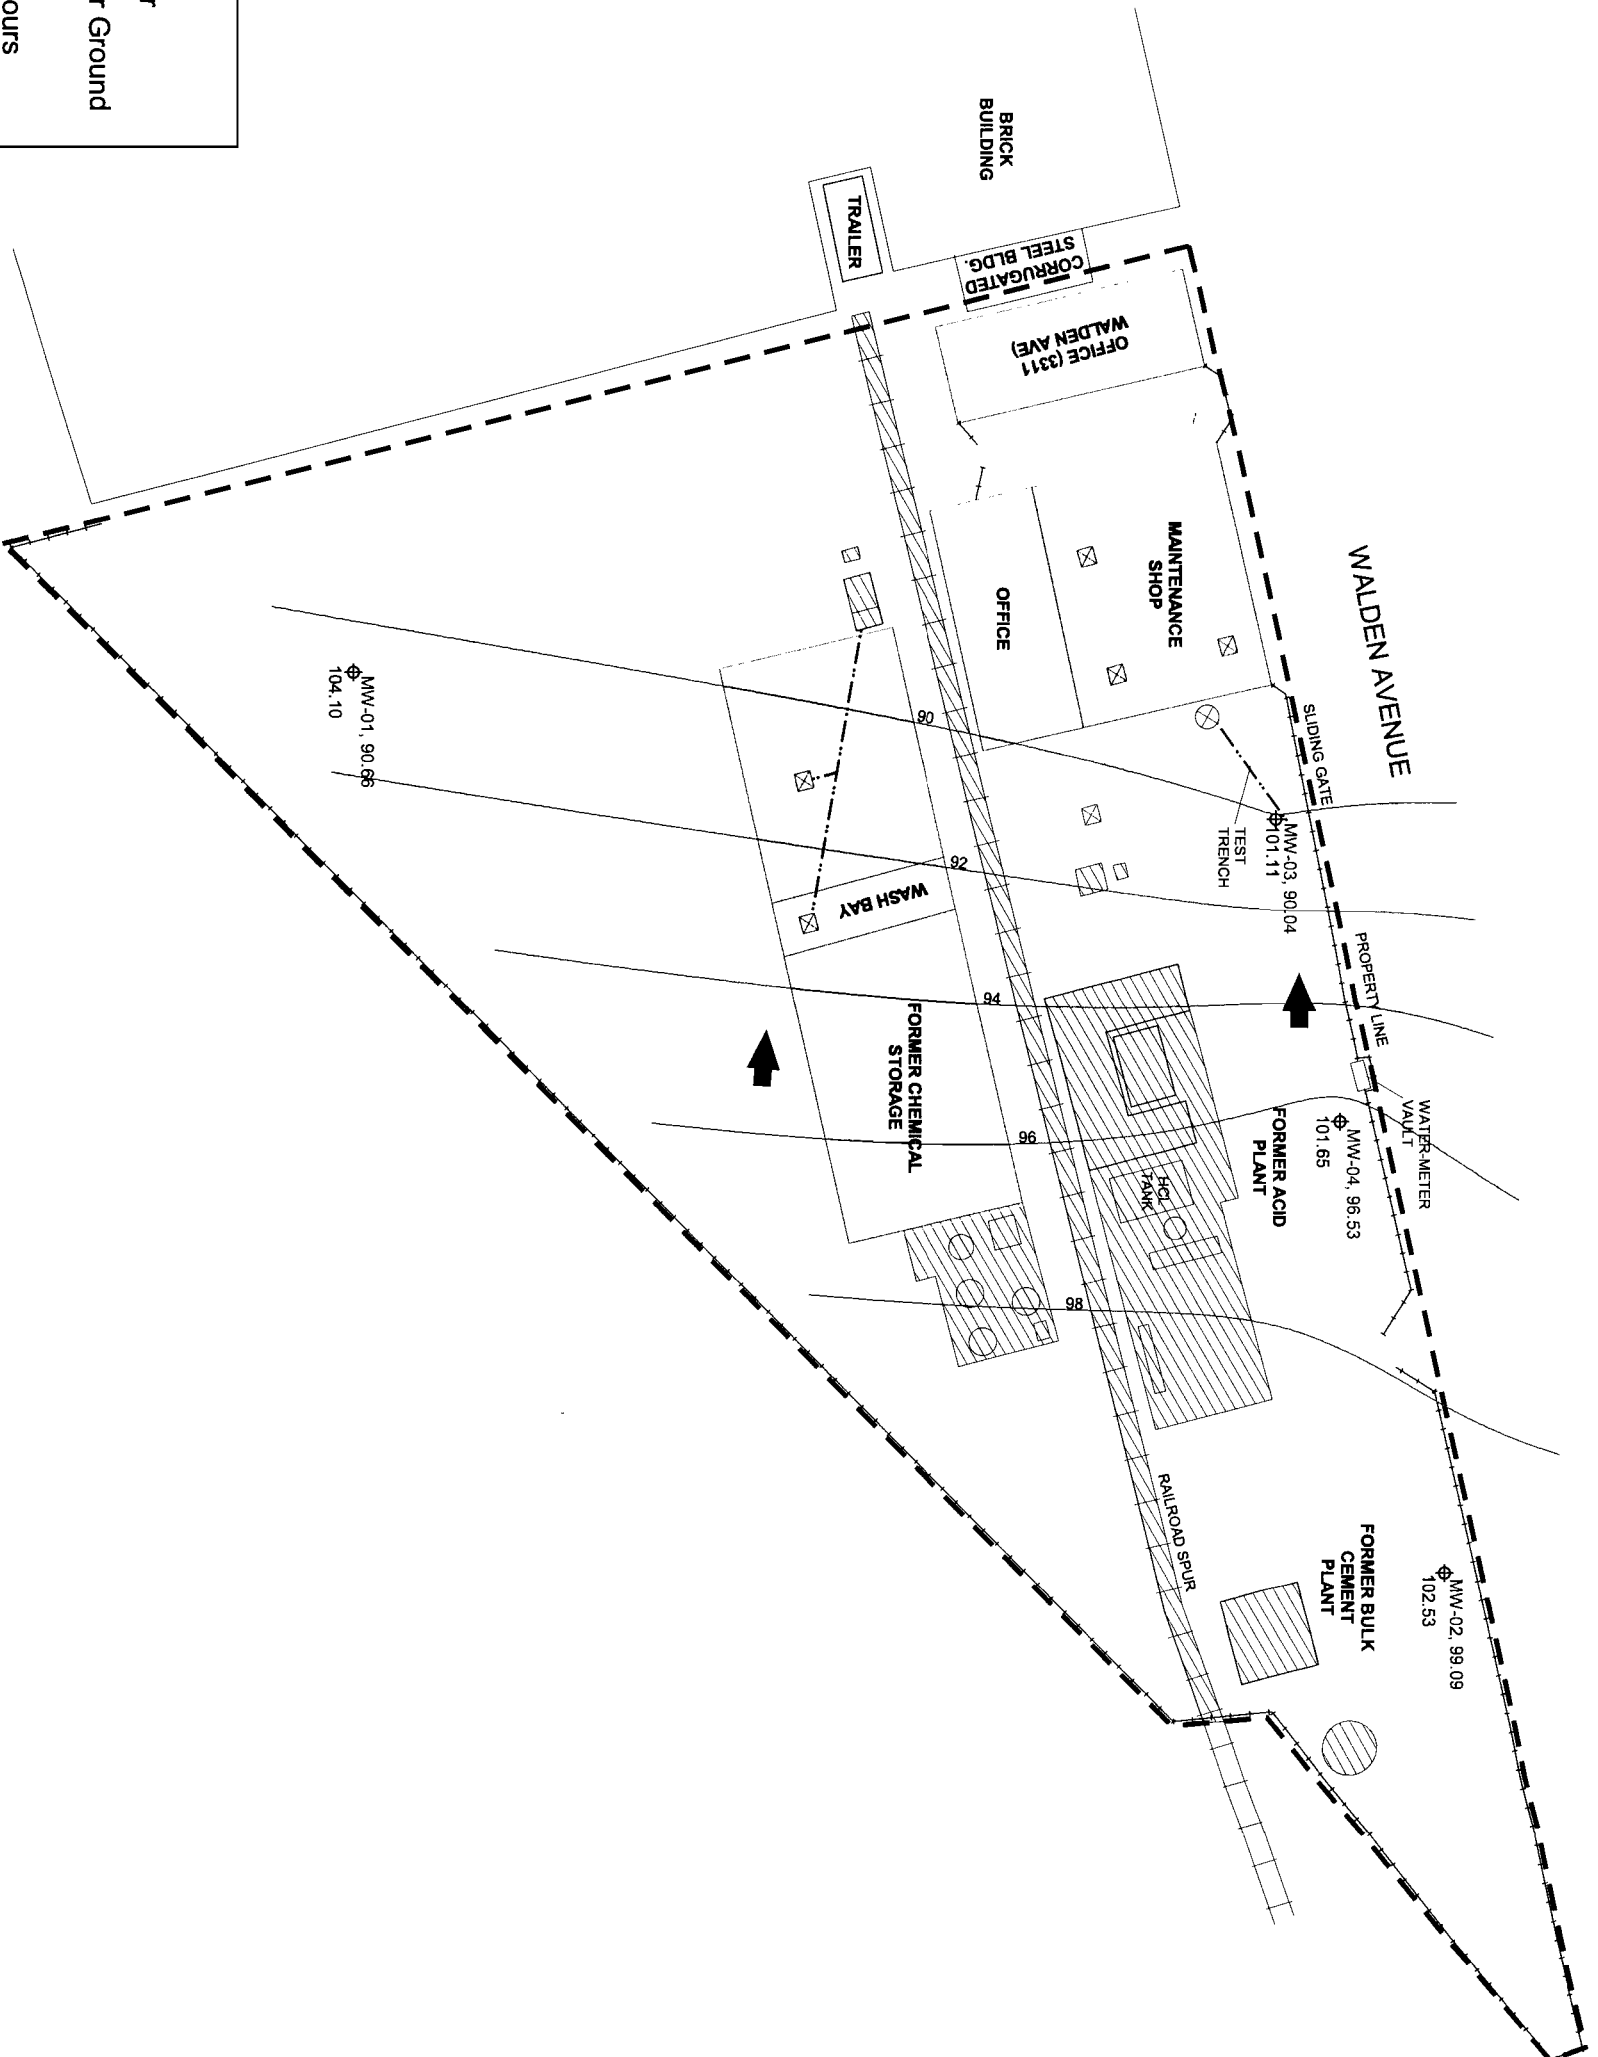 r Ground
ours
BRICK
BUILDING
TRAILER
CORRUGATED
STEEL BLDG.
OFFICE (3311
WALDEN AVE)
MAINTENANCE
SHOP
OFFICE
WALDEN AVENUE
SLIDING GATE
TEST
TRENCH
MW-03, 90.04
101.11
MW-01, 90.66
104.10
90
92
94
96
98
WASH BAY
PROPERTY LINE
WATER-METER
VAULT
MW-04, 96.53
101.65
FORMER CHEMICAL
STORAGE
FORMER ACID
PLANT
HCL
TANK
RAILROAD SPUR
FORMER BULK
CEMENT
PLANT
MW-02, 99.09
102.53